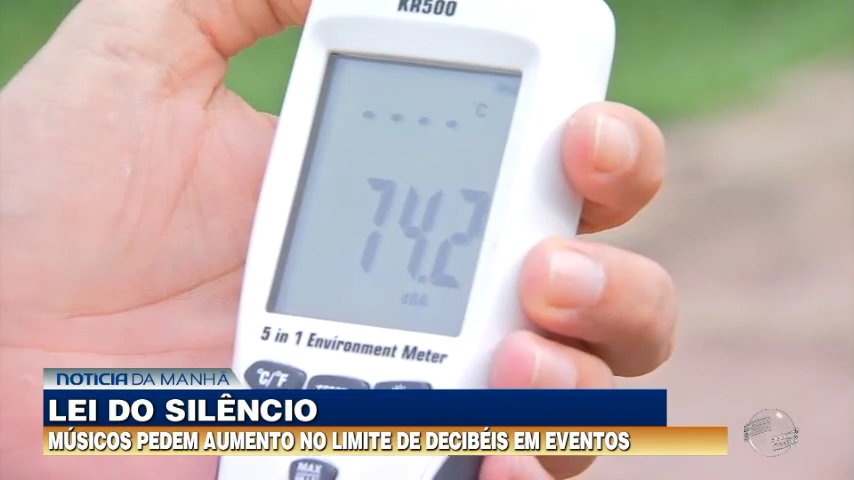 KR500
°C
74.2
dBA
5 in 1 Environment Meter
°C/°F
MAX
NOTICIA DA MANHÃ
LEI DO SILÊNCIO
MÚSICOS PEDEM AUMENTO NO LIMITE DE DECIBÉIS EM EVENTOS